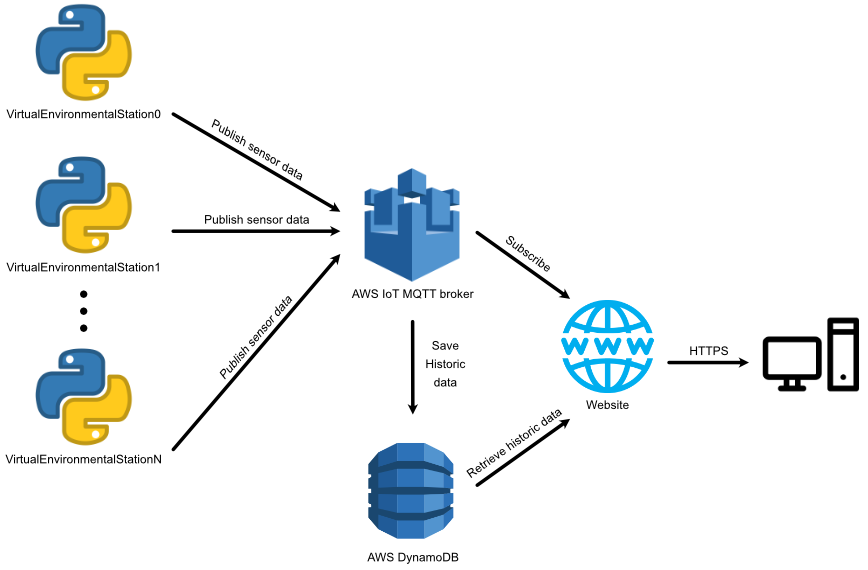 VirtualEnvironmentalStation0
Publish sensor data
VirtualEnvironmentalStation1
Publish sensor data
VirtualEnvironmentalStationN
Publish sensor data
AWS IoT MQTT broker
Subscribe
Save
Historic
data
WWW
Website
HTTPS
Retrieve historic data
AWS DynamoDB